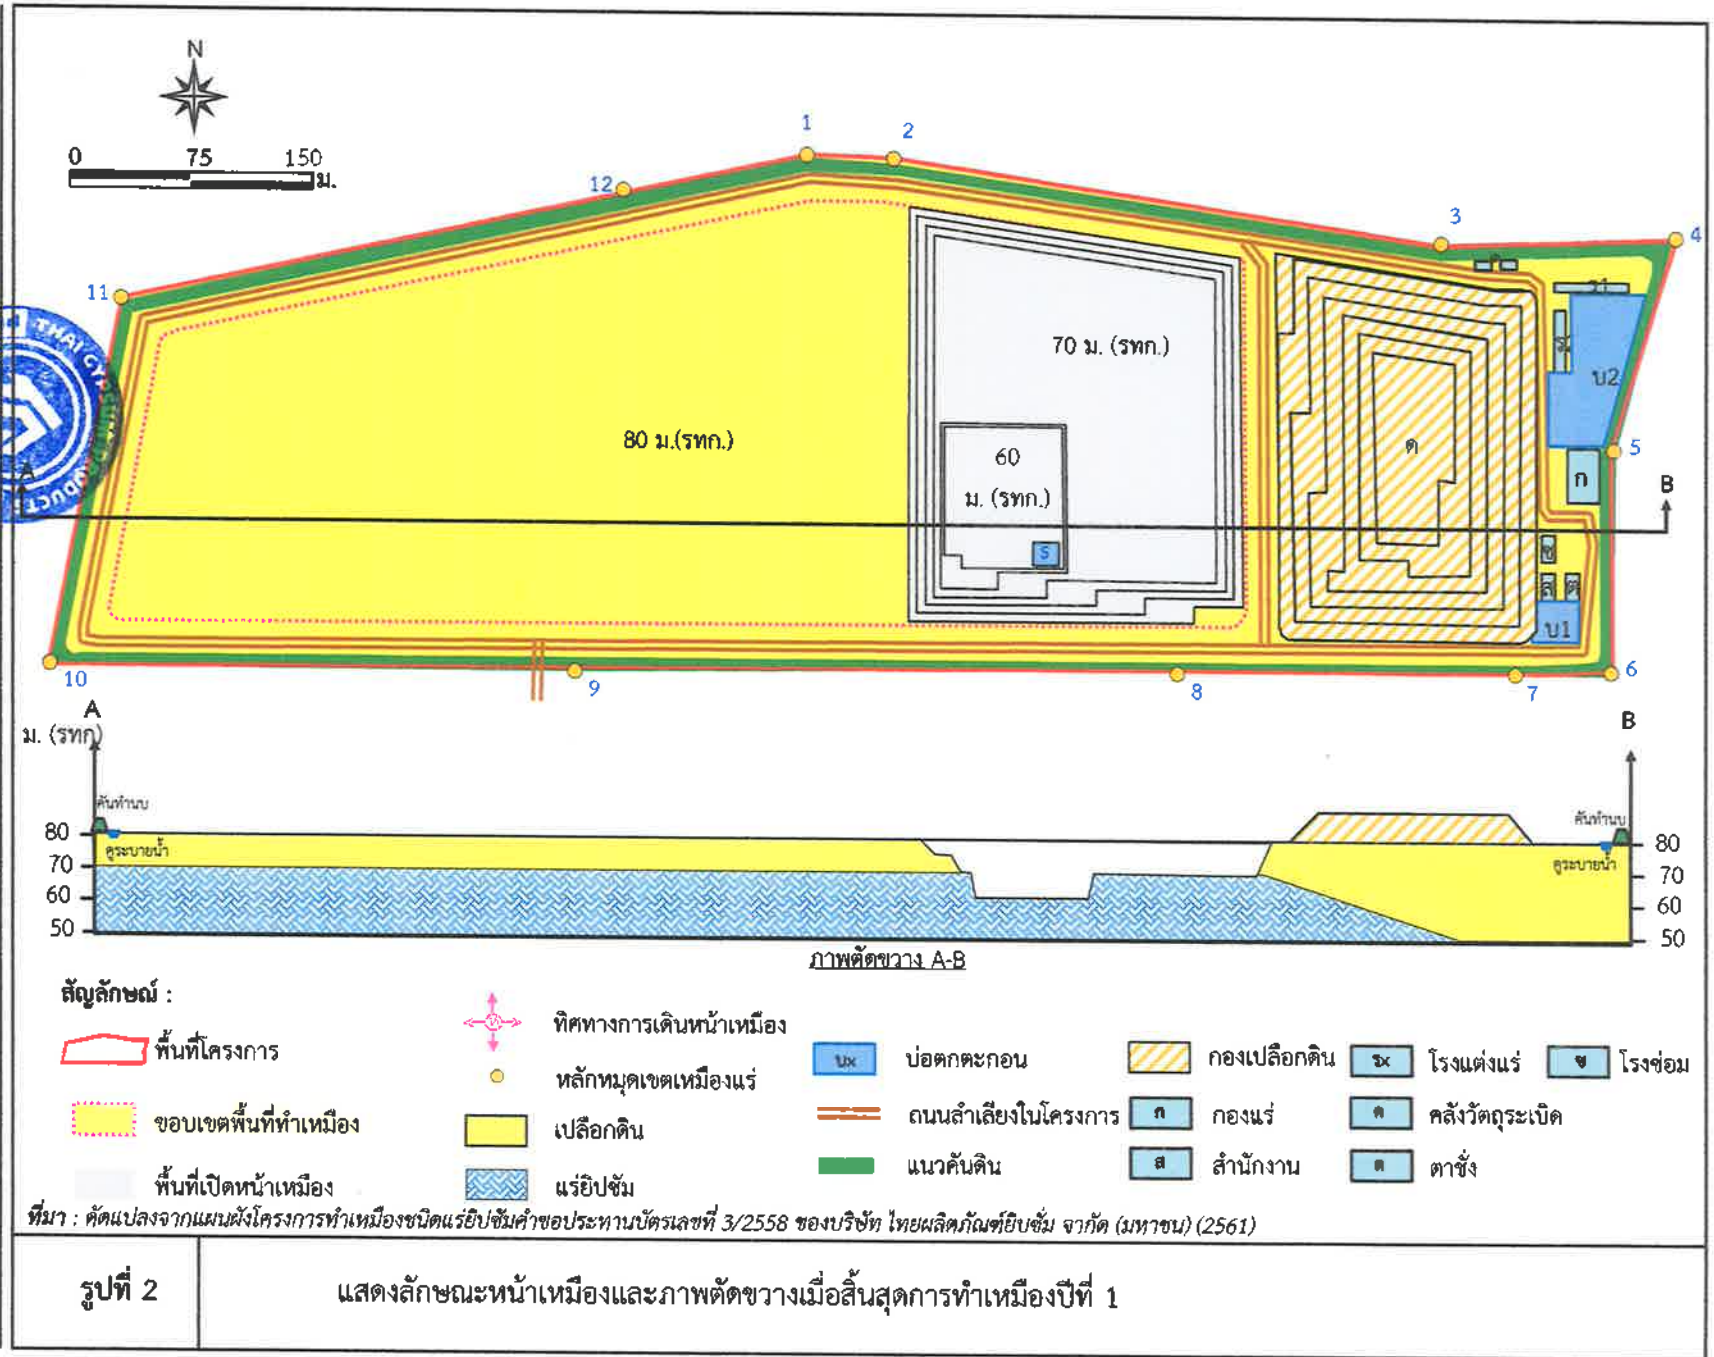 N
0 75 150
ม.
1
2
3
4
5
6
7
8
9
10
11
12
THAI GYPSUM
PRODUCT
80 ม.(รทก.)
70 ม. (รทก.)
60
ม. (รทก.)
ร
ด
ร1
บ2
ก
ซ
ส
ต
บ1
A
B
A
B
ม. (รทก)
คันทำนบ
คันทำนบ
คูระบายน้ำ
คูระบายน้ำ
80
70
60
50
80
70
60
50
ภาพตัดขวาง A-B
สัญลักษณ์ :
พื้นที่โครงการ
ขอบเขตพื้นที่ทำเหมือง
พื้นที่เปิดหน้าเหมือง
ทิศทางการเดินหน้าเหมือง
หลักหมุดเขตเหมืองแร่
เปลือกดิน
แร่ยิปซัม
บx บ่อตกตะกอน
ถนนลำเลียงในโครงการ
แนวคันดิน
กองเปลือกดิน
ก กองแร่
ส สำนักงาน
รx โรงแต่งแร่
ค คลังวัตถุระเบิด
ต ตาชั่ง
ซ โรงซ่อม
ที่มา : คัดแปลงจากแผนผังโครงการทำเหมืองชนิดแร่ยิปซัมคำขอประทานบัตรเลขที่ 3/2558 ของบริษัท ไทยผลิตภัณฑ์ยิบซั่ม จากัด (มหาชน) (2561)
รูปที่ 2
แสดงลักษณะหน้าเหมืองและภาพตัดขวางเมื่อสิ้นสุดการทำเหมืองปีที่ 1